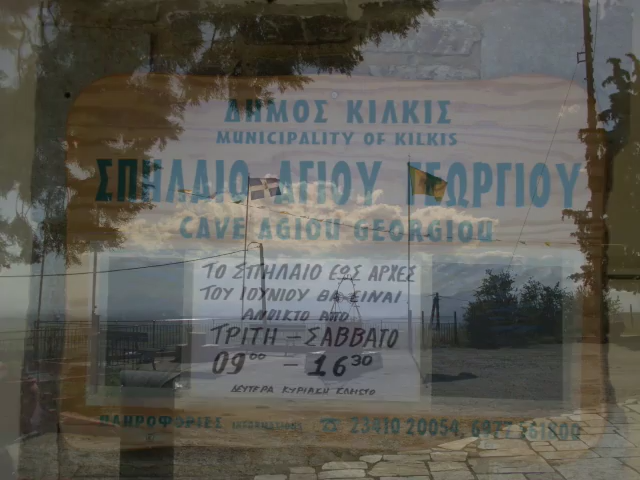 ΔΗΜΟΣ ΚΙΛΚΙΣ
MUNICIPALITY OF KILKIS
ΣΠΗΛΑΙΟ ΑΓΙΟΥ ΓΕΩΡΓΙΟΥ
CAVE AGIOU GEORGIOU
ΤΟ ΣΠΗΛΑΙΟ ΕΩΣ ΑΡΧΕΣ
ΤΟΥ ΙΟΥΝΙΟΥ ΘΑ ΕΙΝΑΙ
ΑΝΟΙΚΤΟ ΑΠΟ
ΤΡΙΤΗ – ΣΑΒΒΑΤΟ
09⁰⁰ – 16³⁰
ΔΕΥΤΕΡΑ ΚΥΡΙΑΚΗ ΚΛΕΙΣΤΟ
ΠΛΗΡΟΦΟΡΙΕΣ INFORMATIONS ☎ 23410 20054,